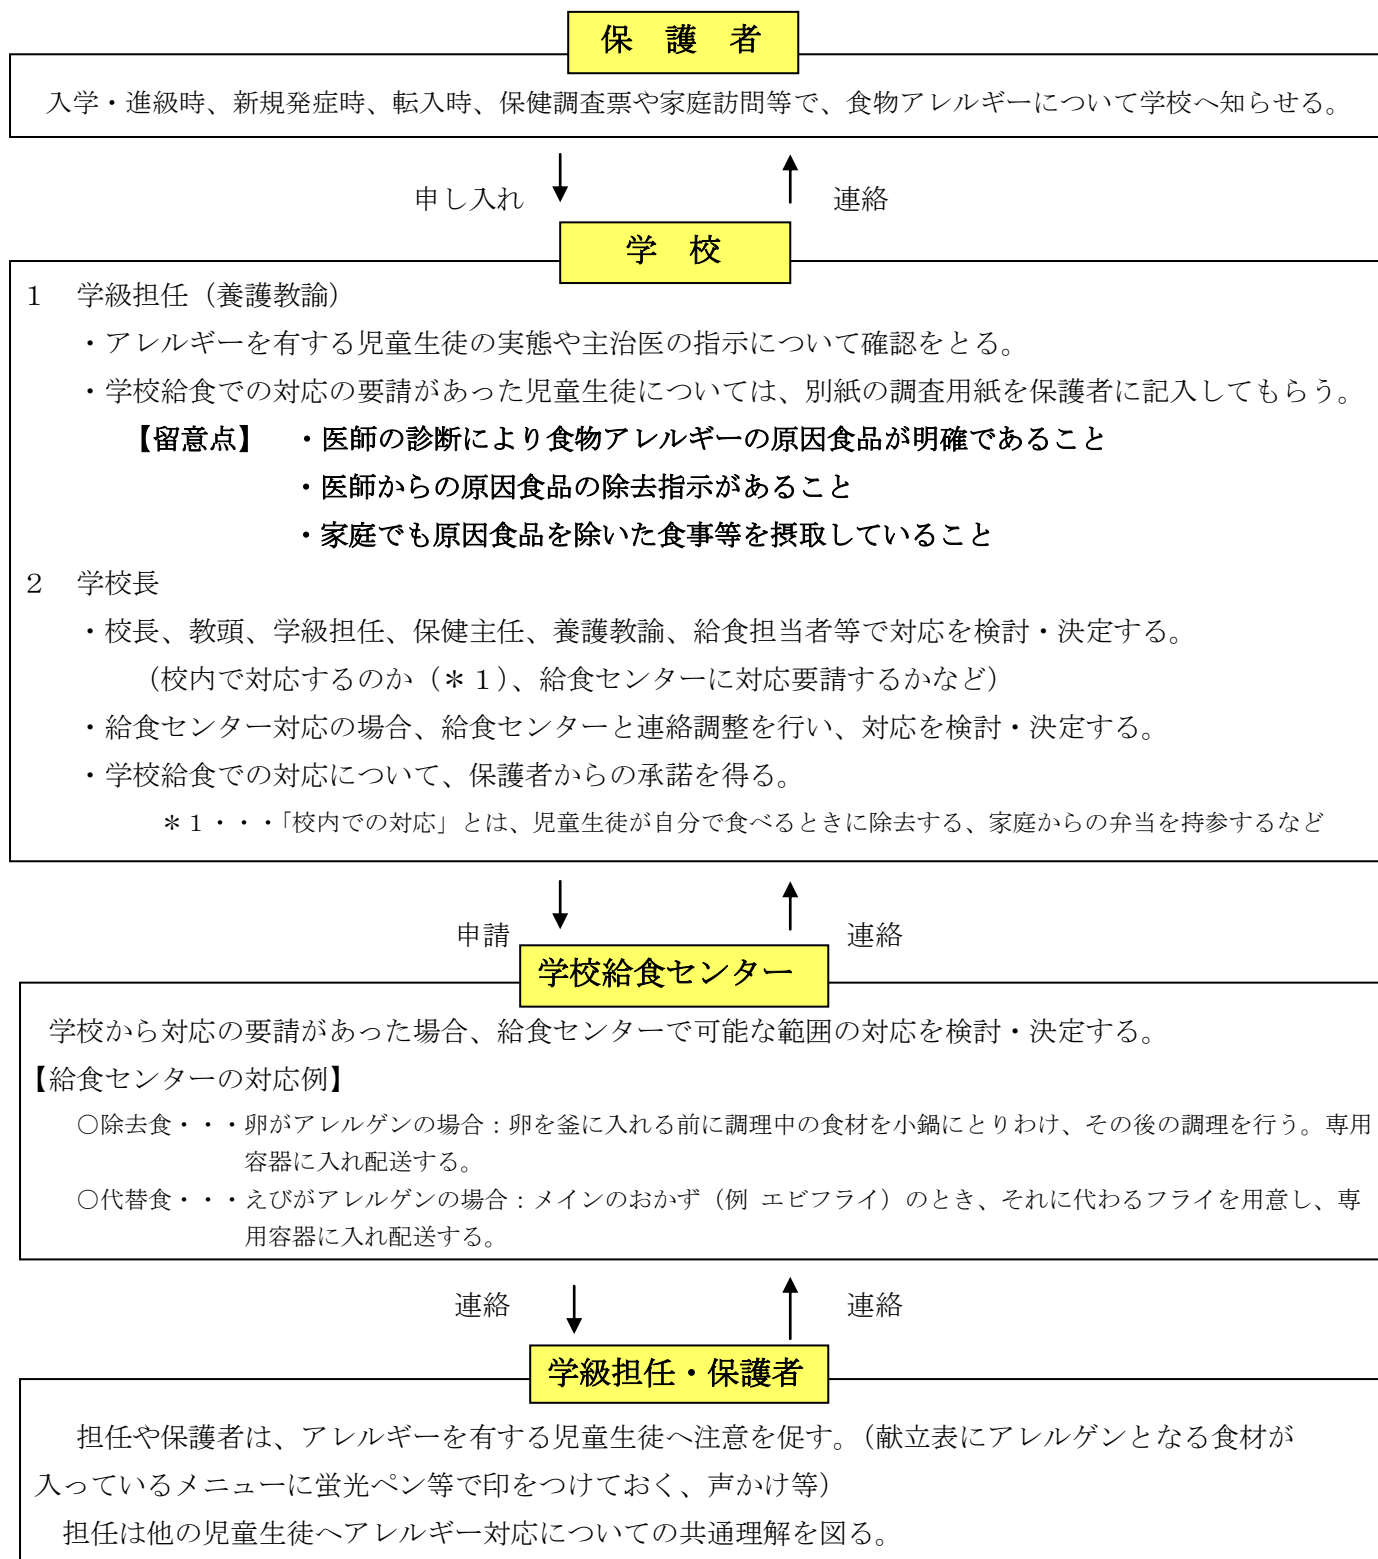 保　護　者
入学・進級時、新規発症時、転入時、保健調査票や家庭訪問等で、食物アレルギーについて学校へ知らせる。
申し入れ　連絡
学　校
１　学級担任（養護教諭）
・アレルギーを有する児童生徒の実態や主治医の指示について確認をとる。
・学校給食での対応の要請があった児童生徒については、別紙の調査用紙を保護者に記入してもらう。
【留意点】　・医師の診断により食物アレルギーの原因食品が明確であること
・医師からの原因食品の除去指示があること
・家庭でも原因食品を除いた食事等を摂取していること
２　学校長
・校長、教頭、学級担任、保健主任、養護教諭、給食担当者等で対応を検討・決定する。
（校内で対応するのか（＊１）、給食センターに対応要請するかなど）
・給食センター対応の場合、給食センターと連絡調整を行い、対応を検討・決定する。
・学校給食での対応について、保護者からの承諾を得る。
＊１・・・「校内での対応」とは、児童生徒が自分で食べるときに除去する、家庭からの弁当を持参するなど
申請　連絡
学校給食センター
学校から対応の要請があった場合、給食センターで可能な範囲の対応を検討・決定する。
【給食センターの対応例】
○除去食・・・卵がアレルゲンの場合：卵を釜に入れる前に調理中の食材を小鍋にとりわけ、その後の調理を行う。専用
容器に入れ配送する。
○代替食・・・えびがアレルゲンの場合：メインのおかず（例 エビフライ）のとき、それに代わるフライを用意し、専
用容器に入れ配送する。
連絡　連絡
学級担任・保護者
担任や保護者は、アレルギーを有する児童生徒へ注意を促す。（献立表にアレルゲンとなる食材が
入っているメニューに蛍光ペン等で印をつけておく、声かけ等）
担任は他の児童生徒へアレルギー対応についての共通理解を図る。